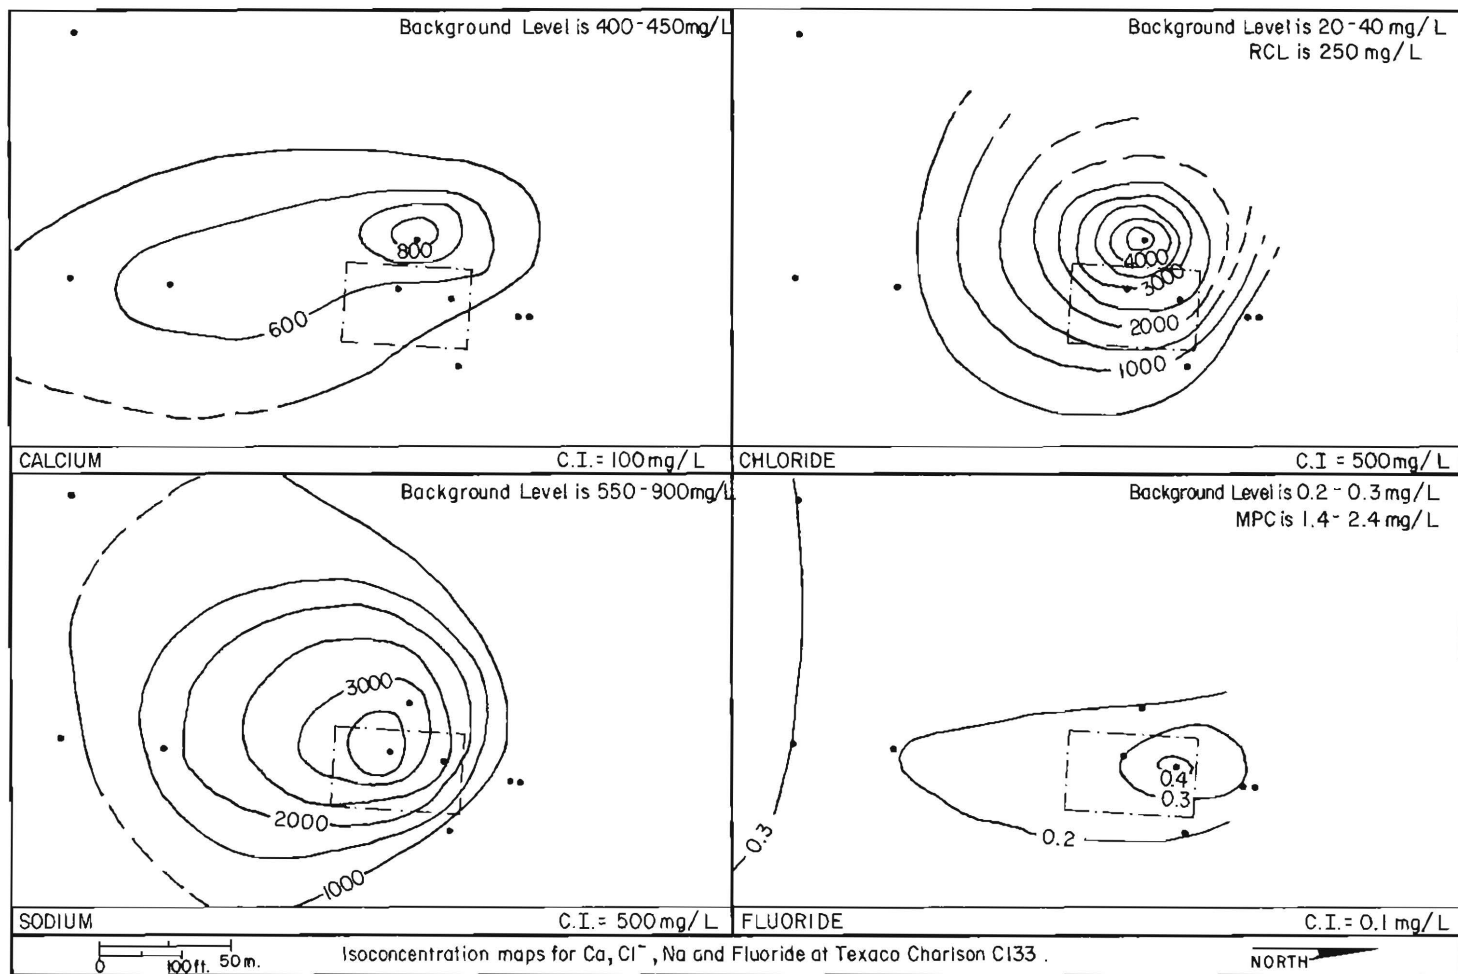 Background Level is 400-450mg/L
800
600
CALCIUM
C.I.= 100mg/L
Background Level is 20-40 mg/L
RCL is 250 mg/L
4000
3000
2000
1000
CHLORIDE
C.I = 500mg/L
Background Level is 550-900mg/L
3000
2000
1000
SODIUM
C.I.= 500mg/L
Background Level is 0.2-0.3mg/L
MPC is 1.4-2.4 mg/L
0.4
0.3
0.3
0.2
FLUORIDE
C.I.= 0.1 mg/L
0 100ft. 50m.
Isoconcentration maps for Ca, Cl⁻, Na and Fluoride at Texaco Charlson C133.
NORTH